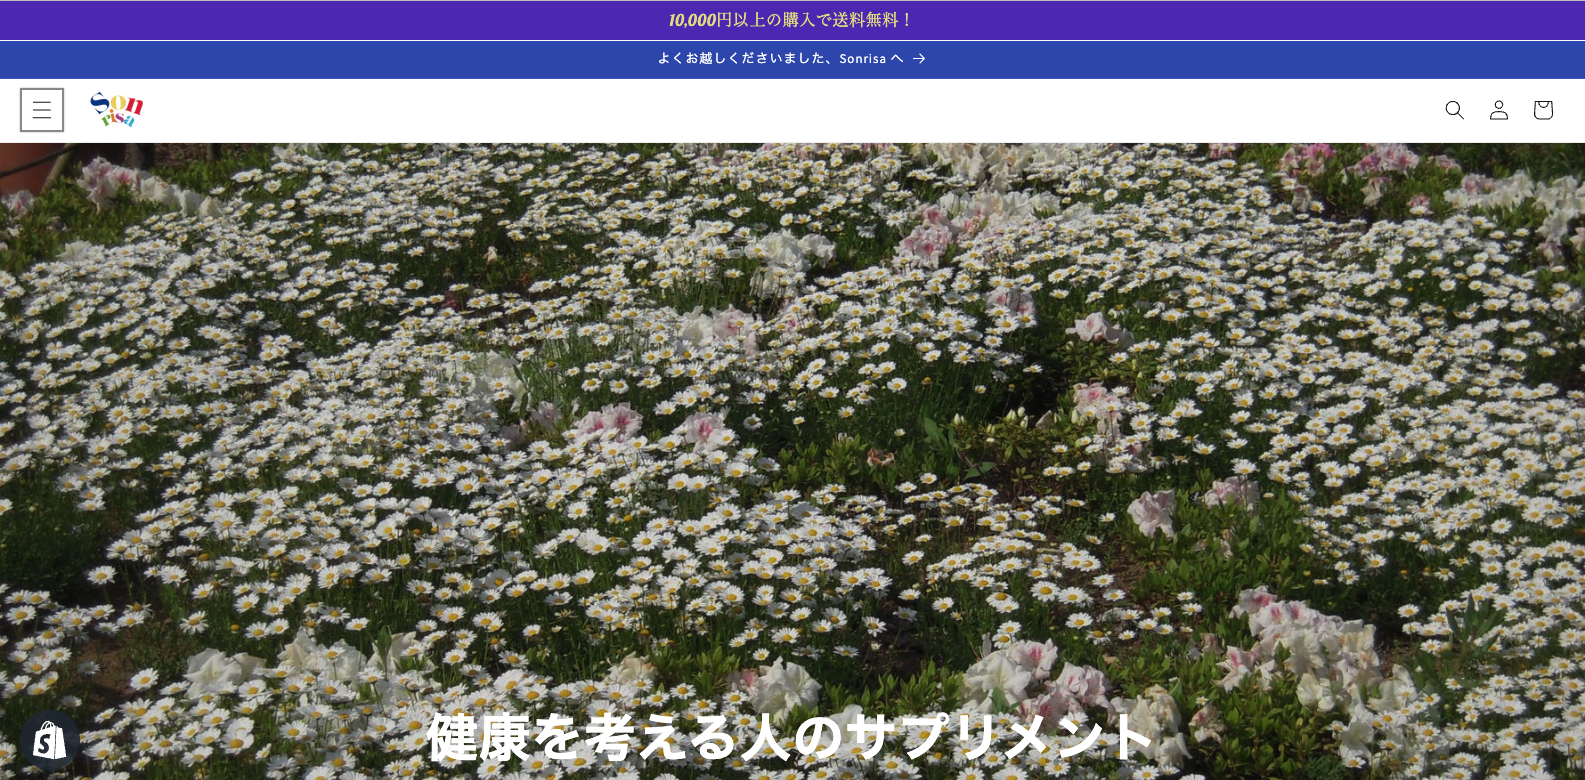 10,000円以上の購入で送料無料！
よくお越しくださいました、Sonrisa へ
Son
risa
健康を考える人のサプリメント
S